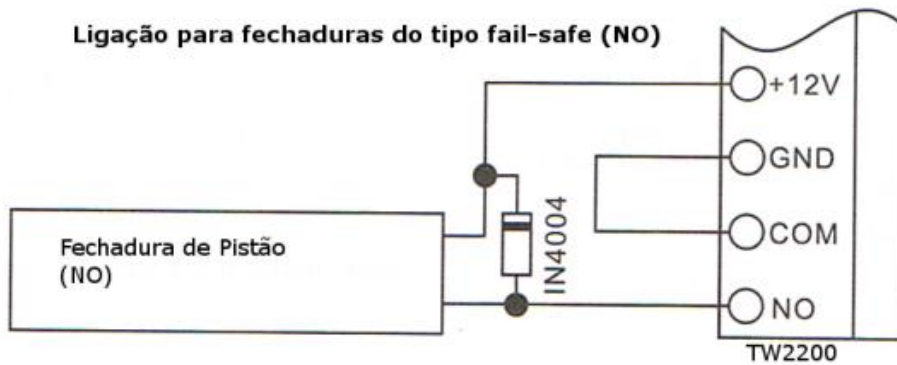 Ligação para fechaduras do tipo fail-safe (NO)
+12V
GND
COM
NO
TW2200
IN4004
Fechadura de Pistão
(NO)